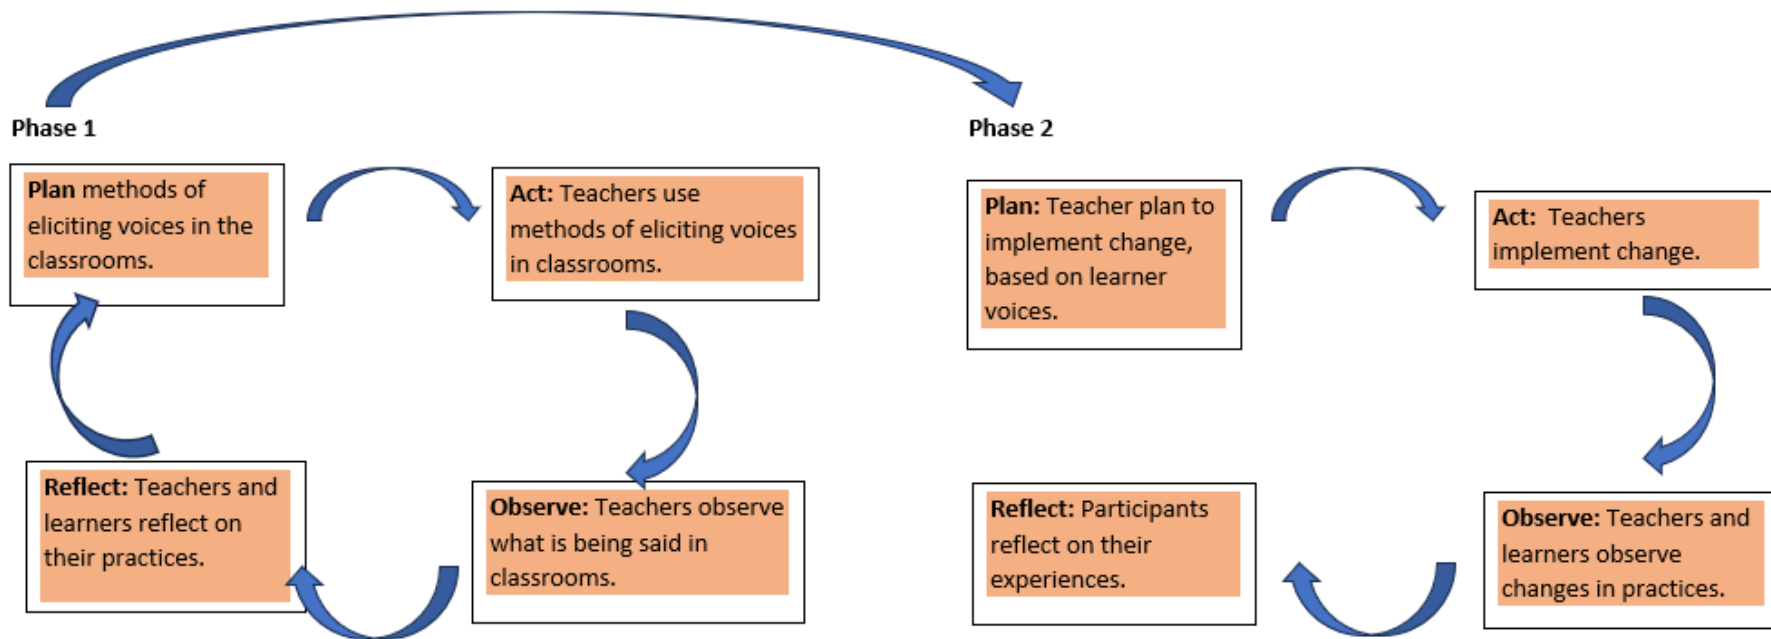 Phase 1
Plan methods of
eliciting voices in the
classrooms.
Act: Teachers use
methods of eliciting voices
in classrooms.
Observe: Teachers observe
what is being said in
classrooms.
Reflect: Teachers and
learners reflect on
their practices.
Phase 2
Plan: Teacher plan to
implement change,
based on learner
voices.
Act: Teachers
implement change.
Observe: Teachers and
learners observe
changes in practices.
Reflect: Participants
reflect on their
experiences.